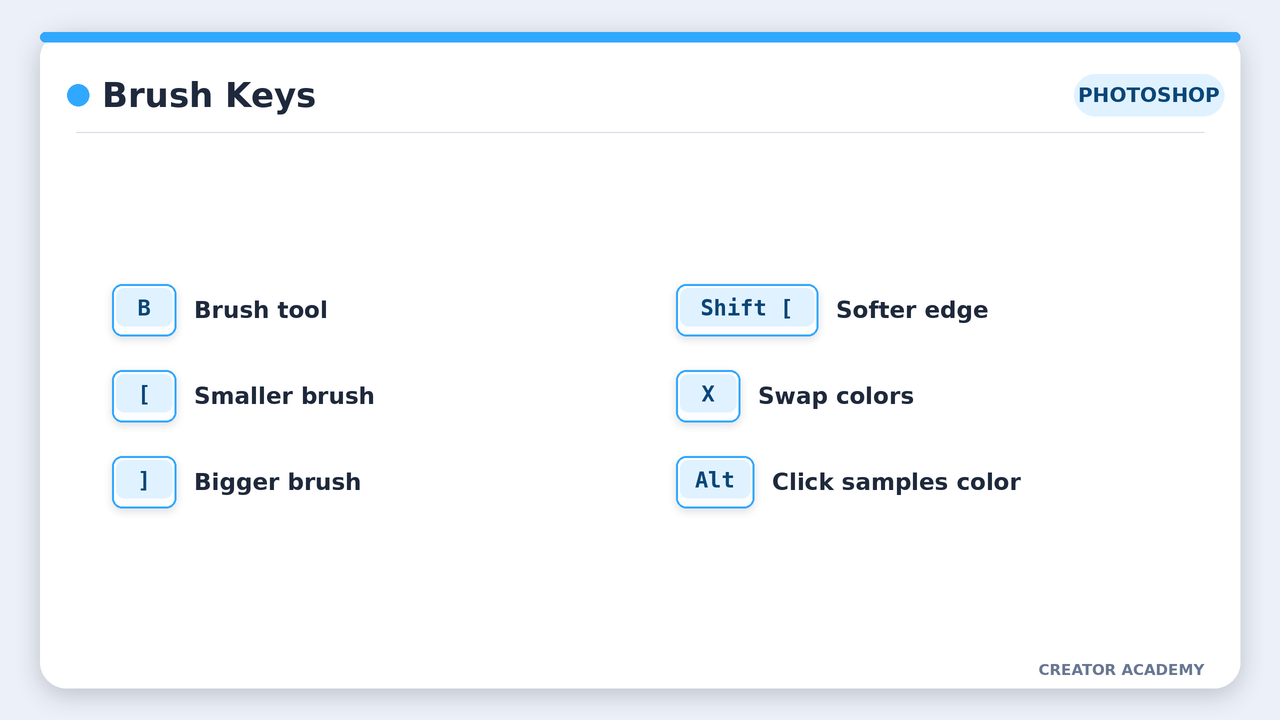 Brush Keys
PHOTOSHOP
B Brush tool
[ Smaller brush
] Bigger brush
Shift [ Softer edge
X Swap colors
Alt Click samples color
CREATOR ACADEMY